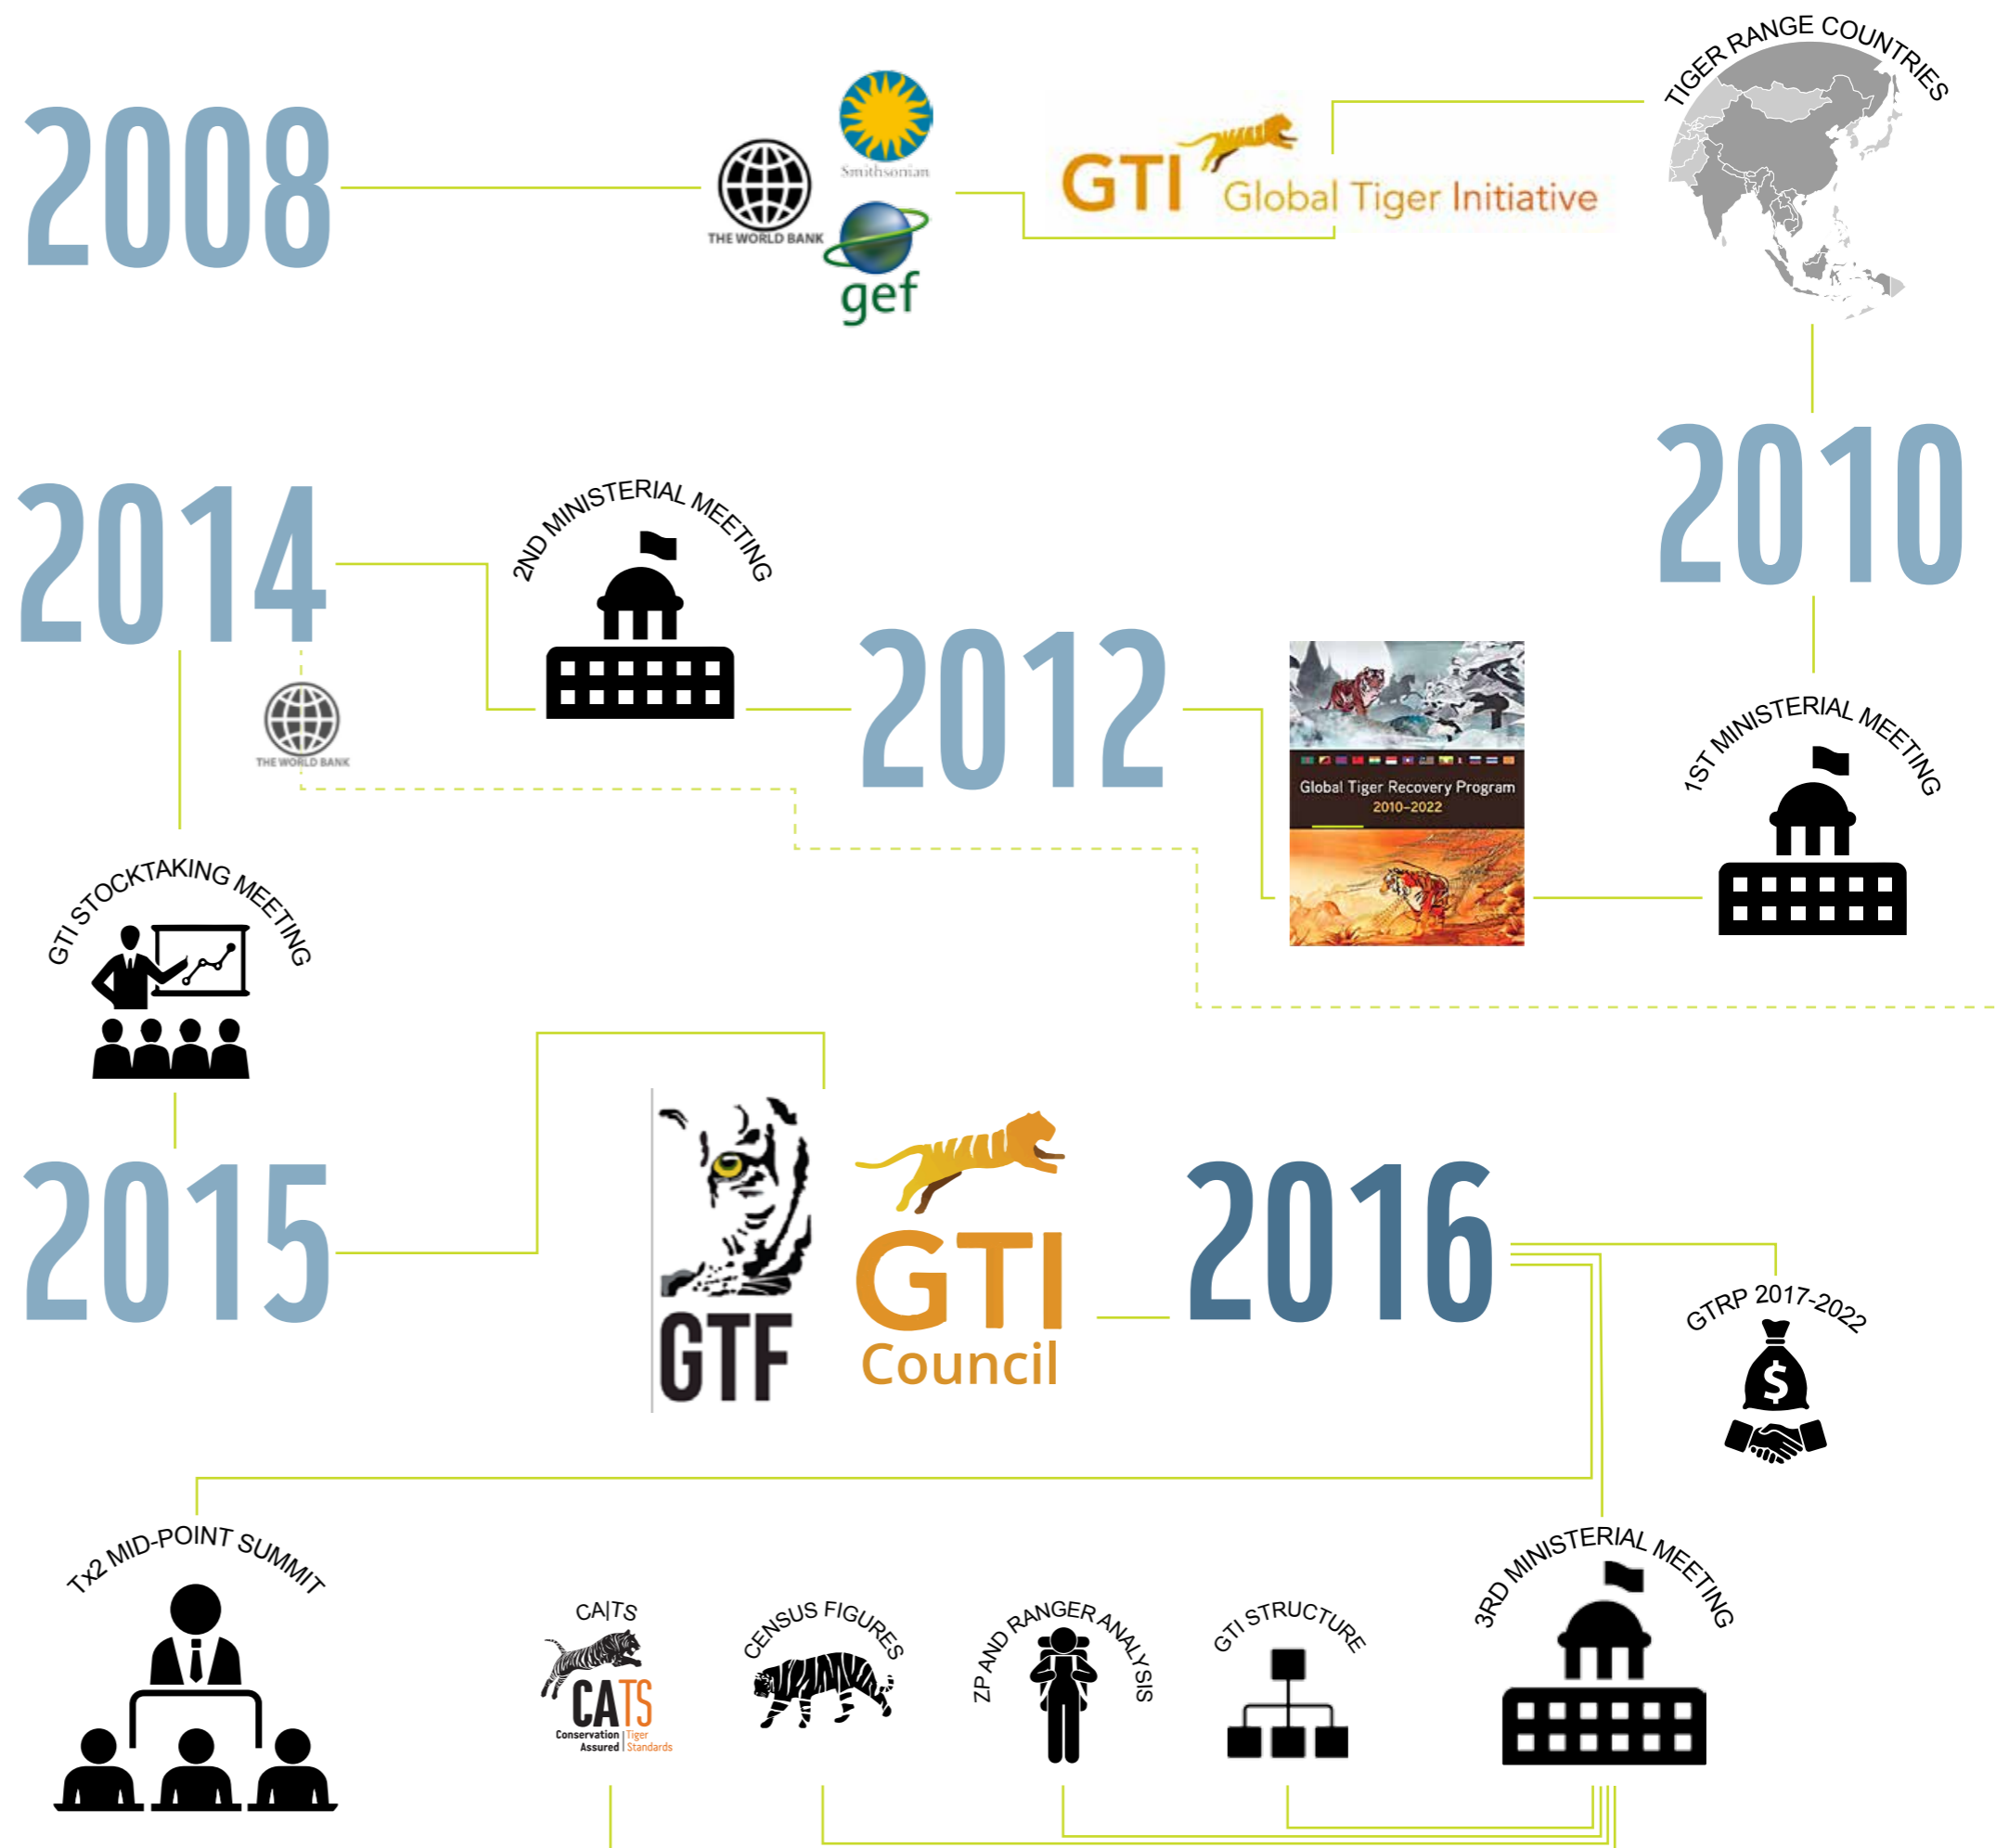 2008
THE WORLD BANK
Smithsonian
gef
GTI Global Tiger Initiative
TIGER RANGE COUNTRIES
2010
1ST MINISTERIAL MEETING
Global Tiger Recovery Program
2010–2022
2012
2ND MINISTERIAL MEETING
2014
THE WORLD BANK
GTI STOCKTAKING MEETING
2015
GTF
GTI
Council
2016
GTRP 2017-2022
$
Tx2 MID-POINT SUMMIT
CA|TS
CATS
Conservation | Tiger
Assured | Standards
CENSUS FIGURES
ZP AND RANGER ANALYSIS
GTI STRUCTURE
3RD MINISTERIAL MEETING